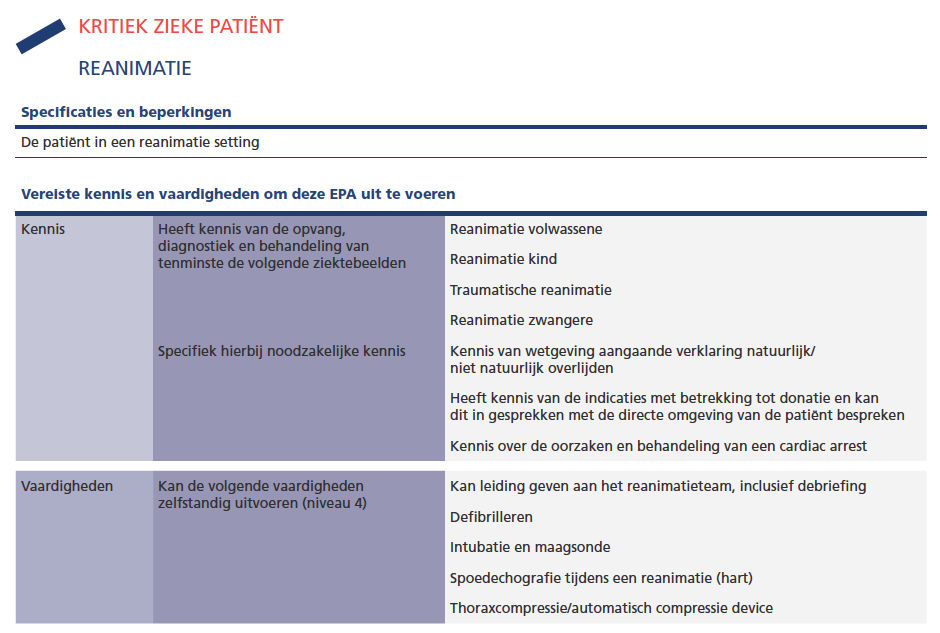 KRITIEK ZIEKE PATIËNT
REANIMATIE
Specificaties en beperkingen
De patiënt in een reanimatie setting
Vereiste kennis en vaardigheden om deze EPA uit te voeren
Kennis
Heeft kennis van de opvang,
diagnostiek en behandeling van
tenminste de volgende ziektebeelden
Reanimatie volwassene
Reanimatie kind
Traumatische reanimatie
Reanimatie zwangere
Specifiek hierbij noodzakelijke kennis
Kennis van wetgeving aangaande verklaring natuurlijk/
niet natuurlijk overlijden
Heeft kennis van de indicaties met betrekking tot donatie en kan
dit in gesprekken met de directe omgeving van de patiënt bespreken
Kennis over de oorzaken en behandeling van een cardiac arrest
Vaardigheden
Kan de volgende vaardigheden
zelfstandig uitvoeren (niveau 4)
Kan leiding geven aan het reanimatieteam, inclusief debriefing
Defibrilleren
Intubatie en maagsonde
Spoedechografie tijdens een reanimatie (hart)
Thoraxcompressie/automatisch compressie device